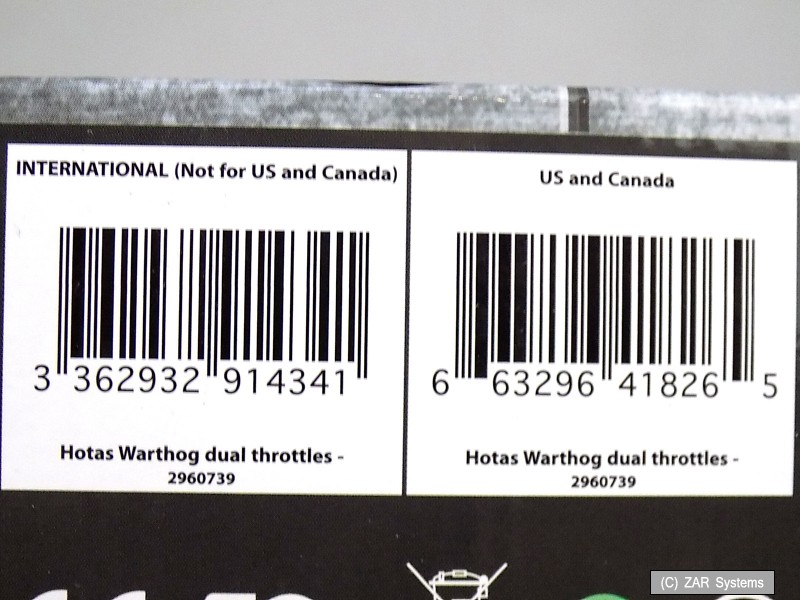 INTERNATIONAL (Not for US and Canada)
3 362932 914341
Hotas Warthog dual throttles -
2960739
US and Canada
6 63296 41826 5
Hotas Warthog dual throttles -
2960739
(C) ZAR Systems